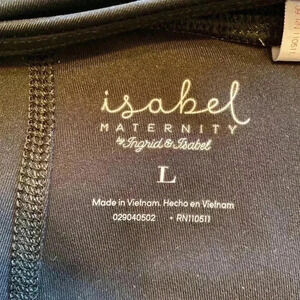 isabel
MATERNITY
by Ingrid & Isabel
L
Made in Vietnam. Hecho en Vietnam
029040502 • RN110511